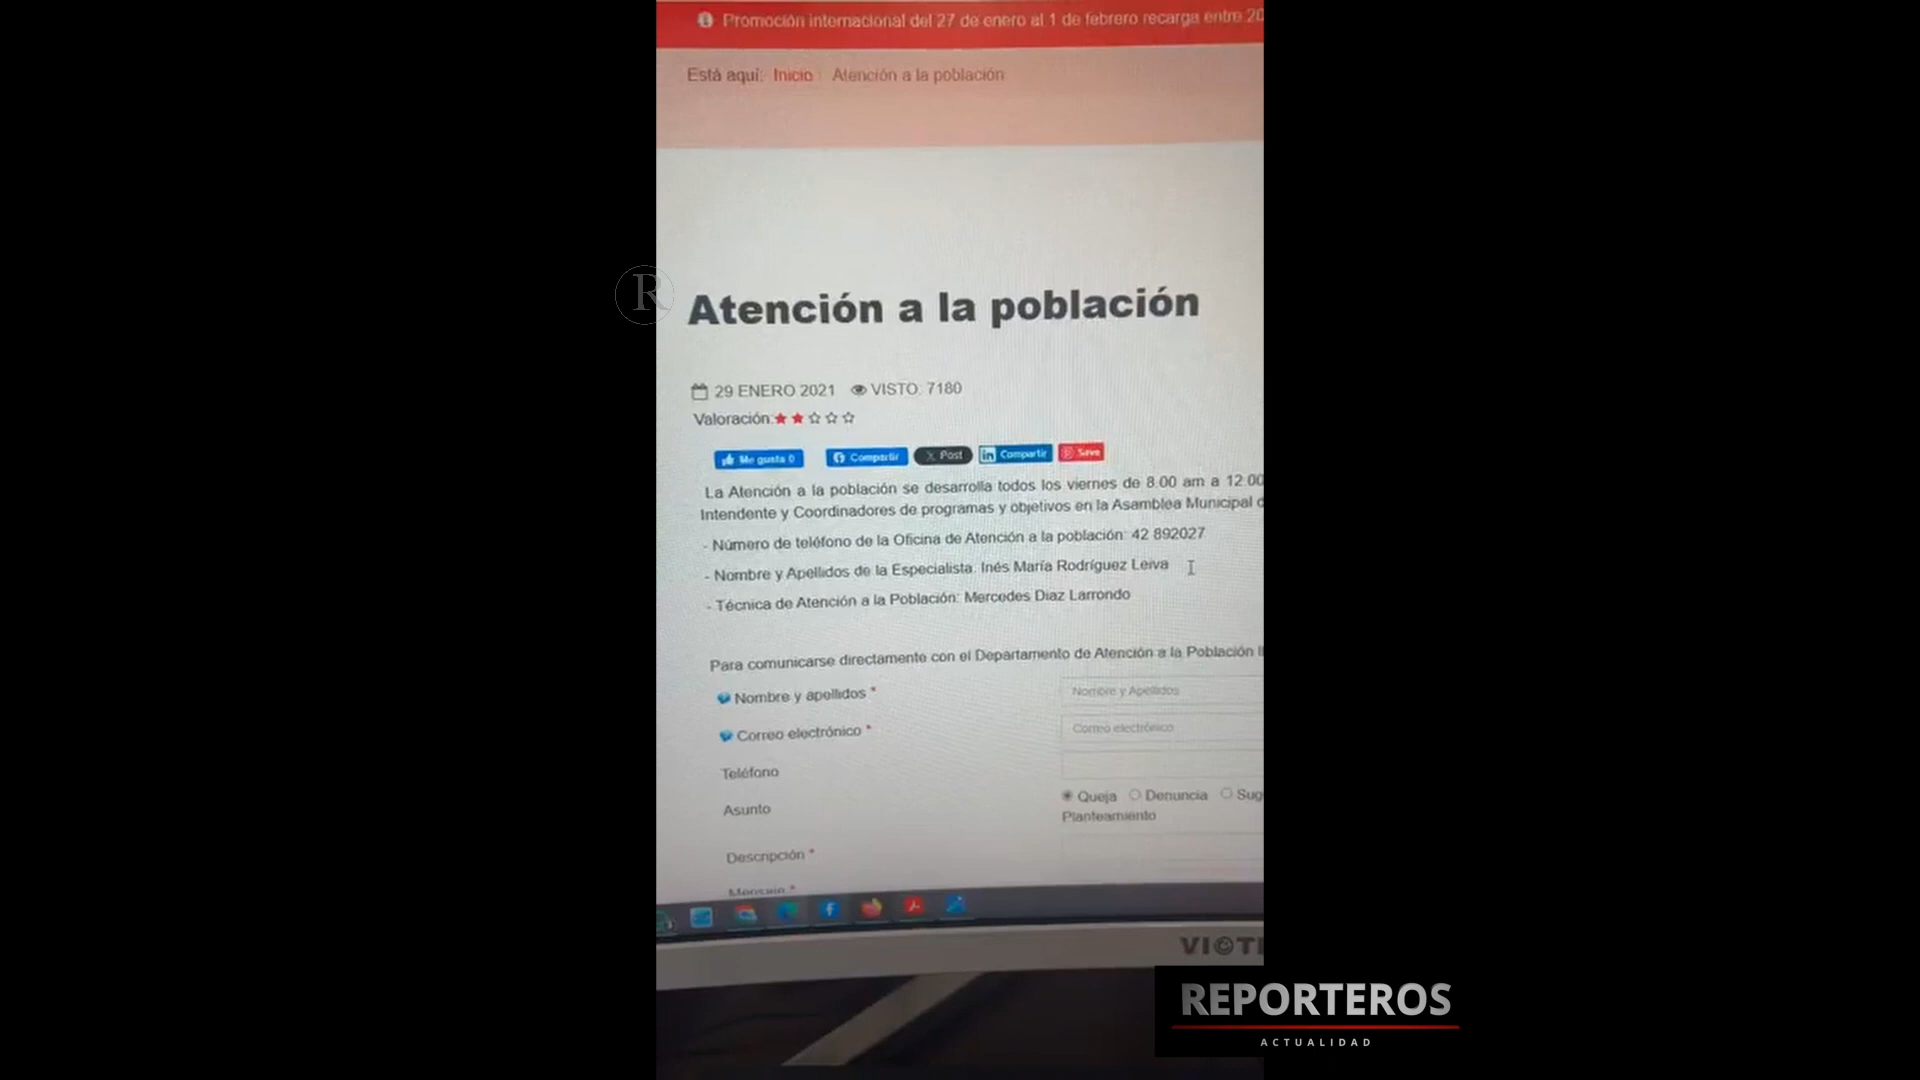 Promoción internacional del 27 de enero al 1 de febrero recarga entre 20
Está aquí: Inicio Atención a la población
R
Atención a la población
29 ENERO 2021 VISTO: 7180
Valoración:
Me gusta 0 Compartir X Post in Compartir Save
La Atención a la población se desarrolla todos los viernes de 8.00 am a 12.00
Intendente y Coordinadores de programas y objetivos en la Asamblea Municipal
- Número de teléfono de la Oficina de Atención a la población: 42 892027
- Nombre y Apellidos de la Especialista: Inés María Rodríguez Leiva
- Técnica de Atención a la Población: Mercedes Diaz Larrondo
Para comunicarse directamente con el Departamento de Atención a la Población
Nombre y apellidos * Nombre y Apellidos
Correo electrónico * Correo electrónico
Teléfono
Asunto Queja Denuncia Sug
Planteamiento
Descripción *
Mensaje *
REPORTEROS
ACTUALIDAD